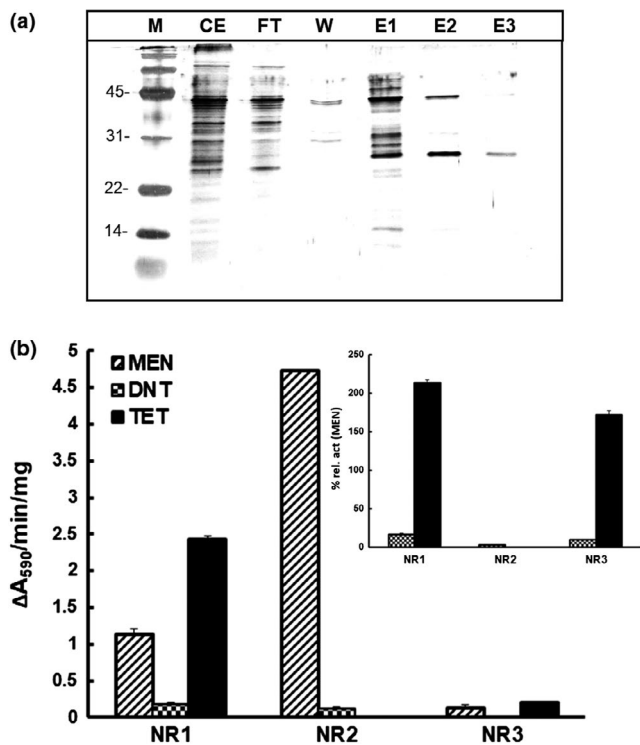 (a)
M CE FT W E1 E2 E3
45-
31-
22-
14-
(b)
5
4.5
4
3.5
3
2.5
2
1.5
1
0.5
0
ΔA590/min/mg
MEN
DNT
TET
NR1 NR2 NR3
250
200
150
100
50
0
% rel. act (MEN)
NR1 NR2 NR3